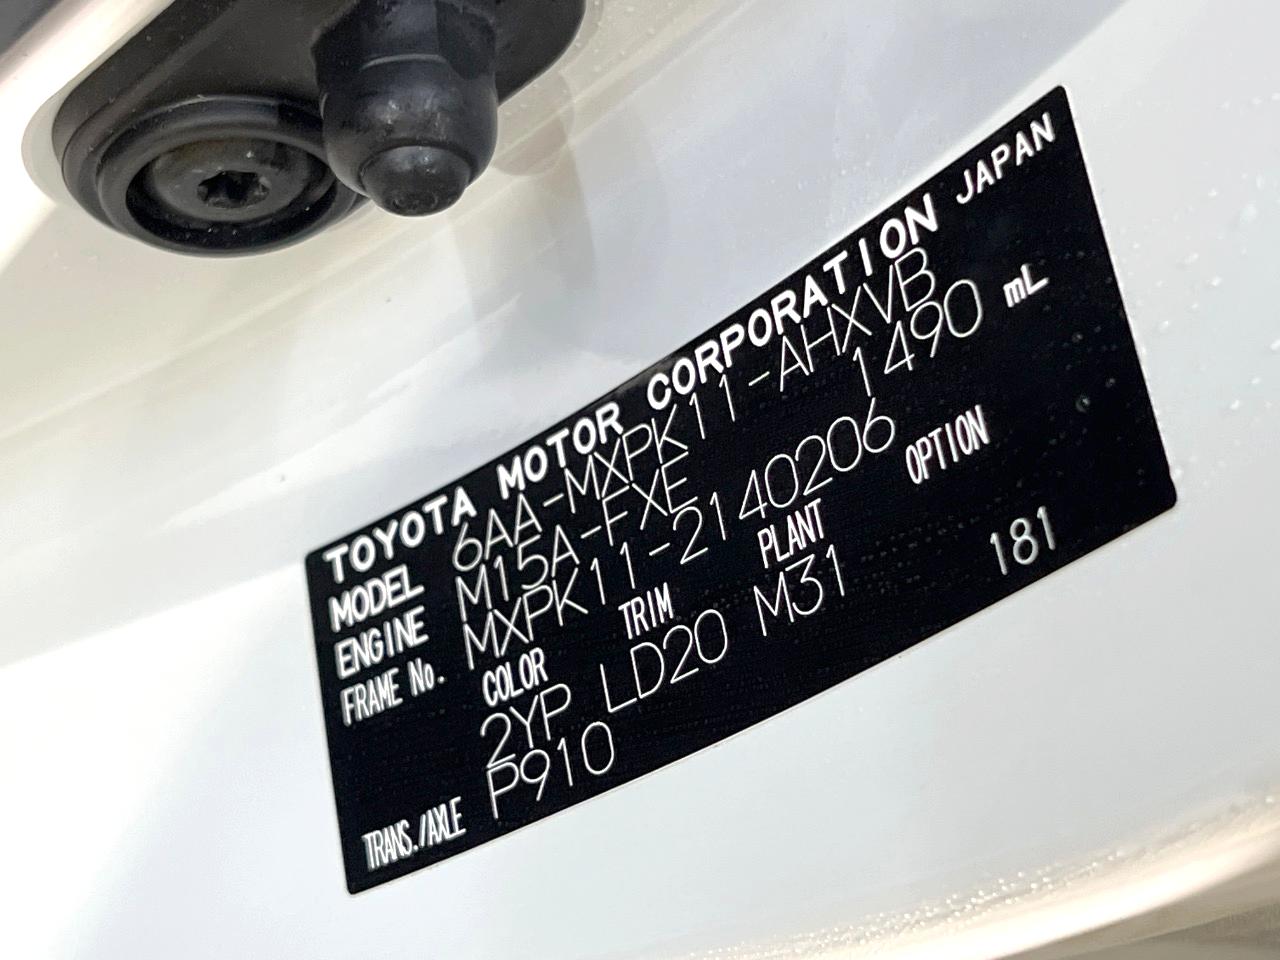 TOYOTA MOTOR CORPORATION JAPAN
MODEL 6AA-MXPK11-AHXVB
ENGINE M15A-FXE 1490 mL
FRAME No. MXPK11-2140206
COLOR TRIM PLANT OPTION
2YP LD20 M31 181
TRANS./AXLE P910